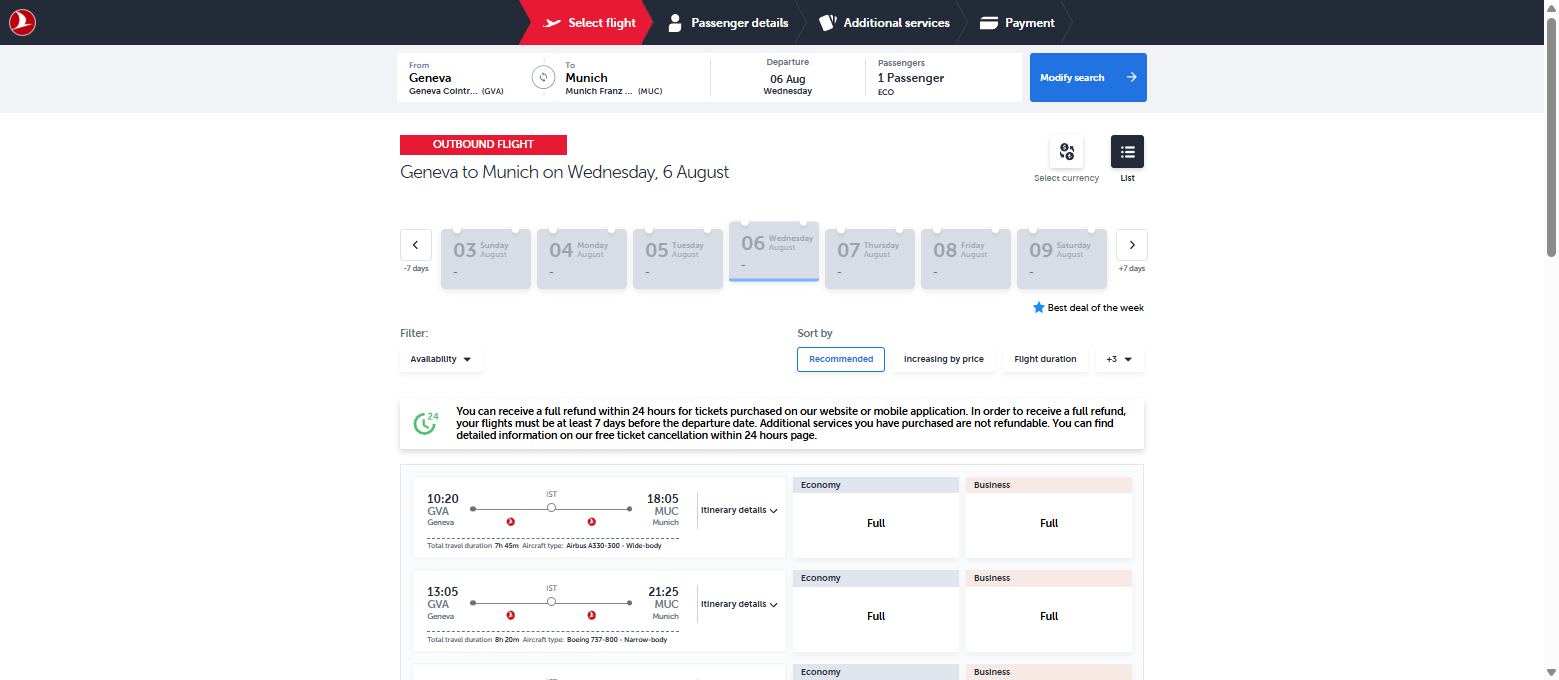 Select flight
Passenger details
Additional services
Payment
From
Geneva
Geneva Cointr... (GVA)
To
Munich
Munich Franz ... (MUC)
Departure
06 Aug
Wednesday
Passengers
1 Passenger
ECO
Modify search
OUTBOUND FLIGHT
Geneva to Munich on Wednesday, 6 August
Select currency
List
-7 days
03 Sunday August
-
04 Monday August
-
05 Tuesday August
-
06 Wednesday August
-
07 Thursday August
-
08 Friday August
-
09 Saturday August
-
+7 days
Best deal of the week
Filter:
Availability
Sort by
Recommended
Increasing by price
Flight duration
+3
24
You can receive a full refund within 24 hours for tickets purchased on our website or mobile application. In order to receive a full refund,
your flights must be at least 7 days before the departure date. Additional services you have purchased are not refundable. You can find
detailed information on our free ticket cancellation within 24 hours page.
10:20
GVA
Geneva
IST
18:05
MUC
Munich
Itinerary details
Total travel duration 7h 45m Aircraft type: Airbus A330-300 - Wide-body
Economy
Full
Business
Full
13:05
GVA
Geneva
IST
21:25
MUC
Munich
Itinerary details
Total travel duration 8h 20m Aircraft type: Boeing 737-800 - Narrow-body
Economy
Full
Business
Full
Economy
Business